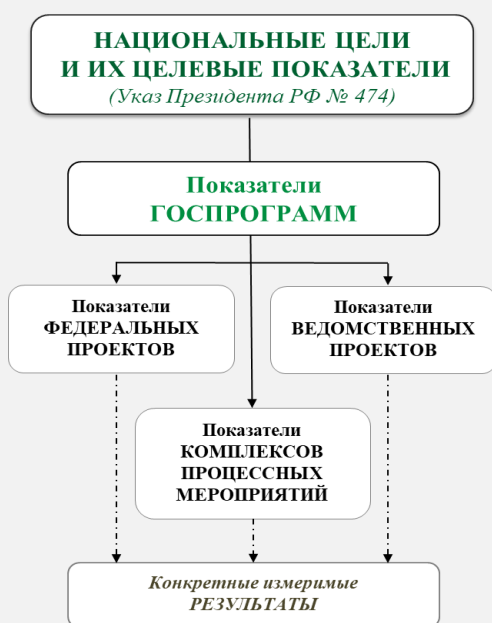 НАЦИОНАЛЬНЫЕ ЦЕЛИ
И ИХ ЦЕЛЕВЫЕ ПОКАЗАТЕЛИ
(Указ Президента РФ № 474)
Показатели
ГОСПРОГРАММ
Показатели
ФЕДЕРАЛЬНЫХ
ПРОЕКТОВ
Показатели
ВЕДОМСТВЕННЫХ
ПРОЕКТОВ
Показатели
КОМПЛЕКСОВ
ПРОЦЕССНЫХ
МЕРОПРИЯТИЙ
Конкретные измеримые
РЕЗУЛЬТАТЫ